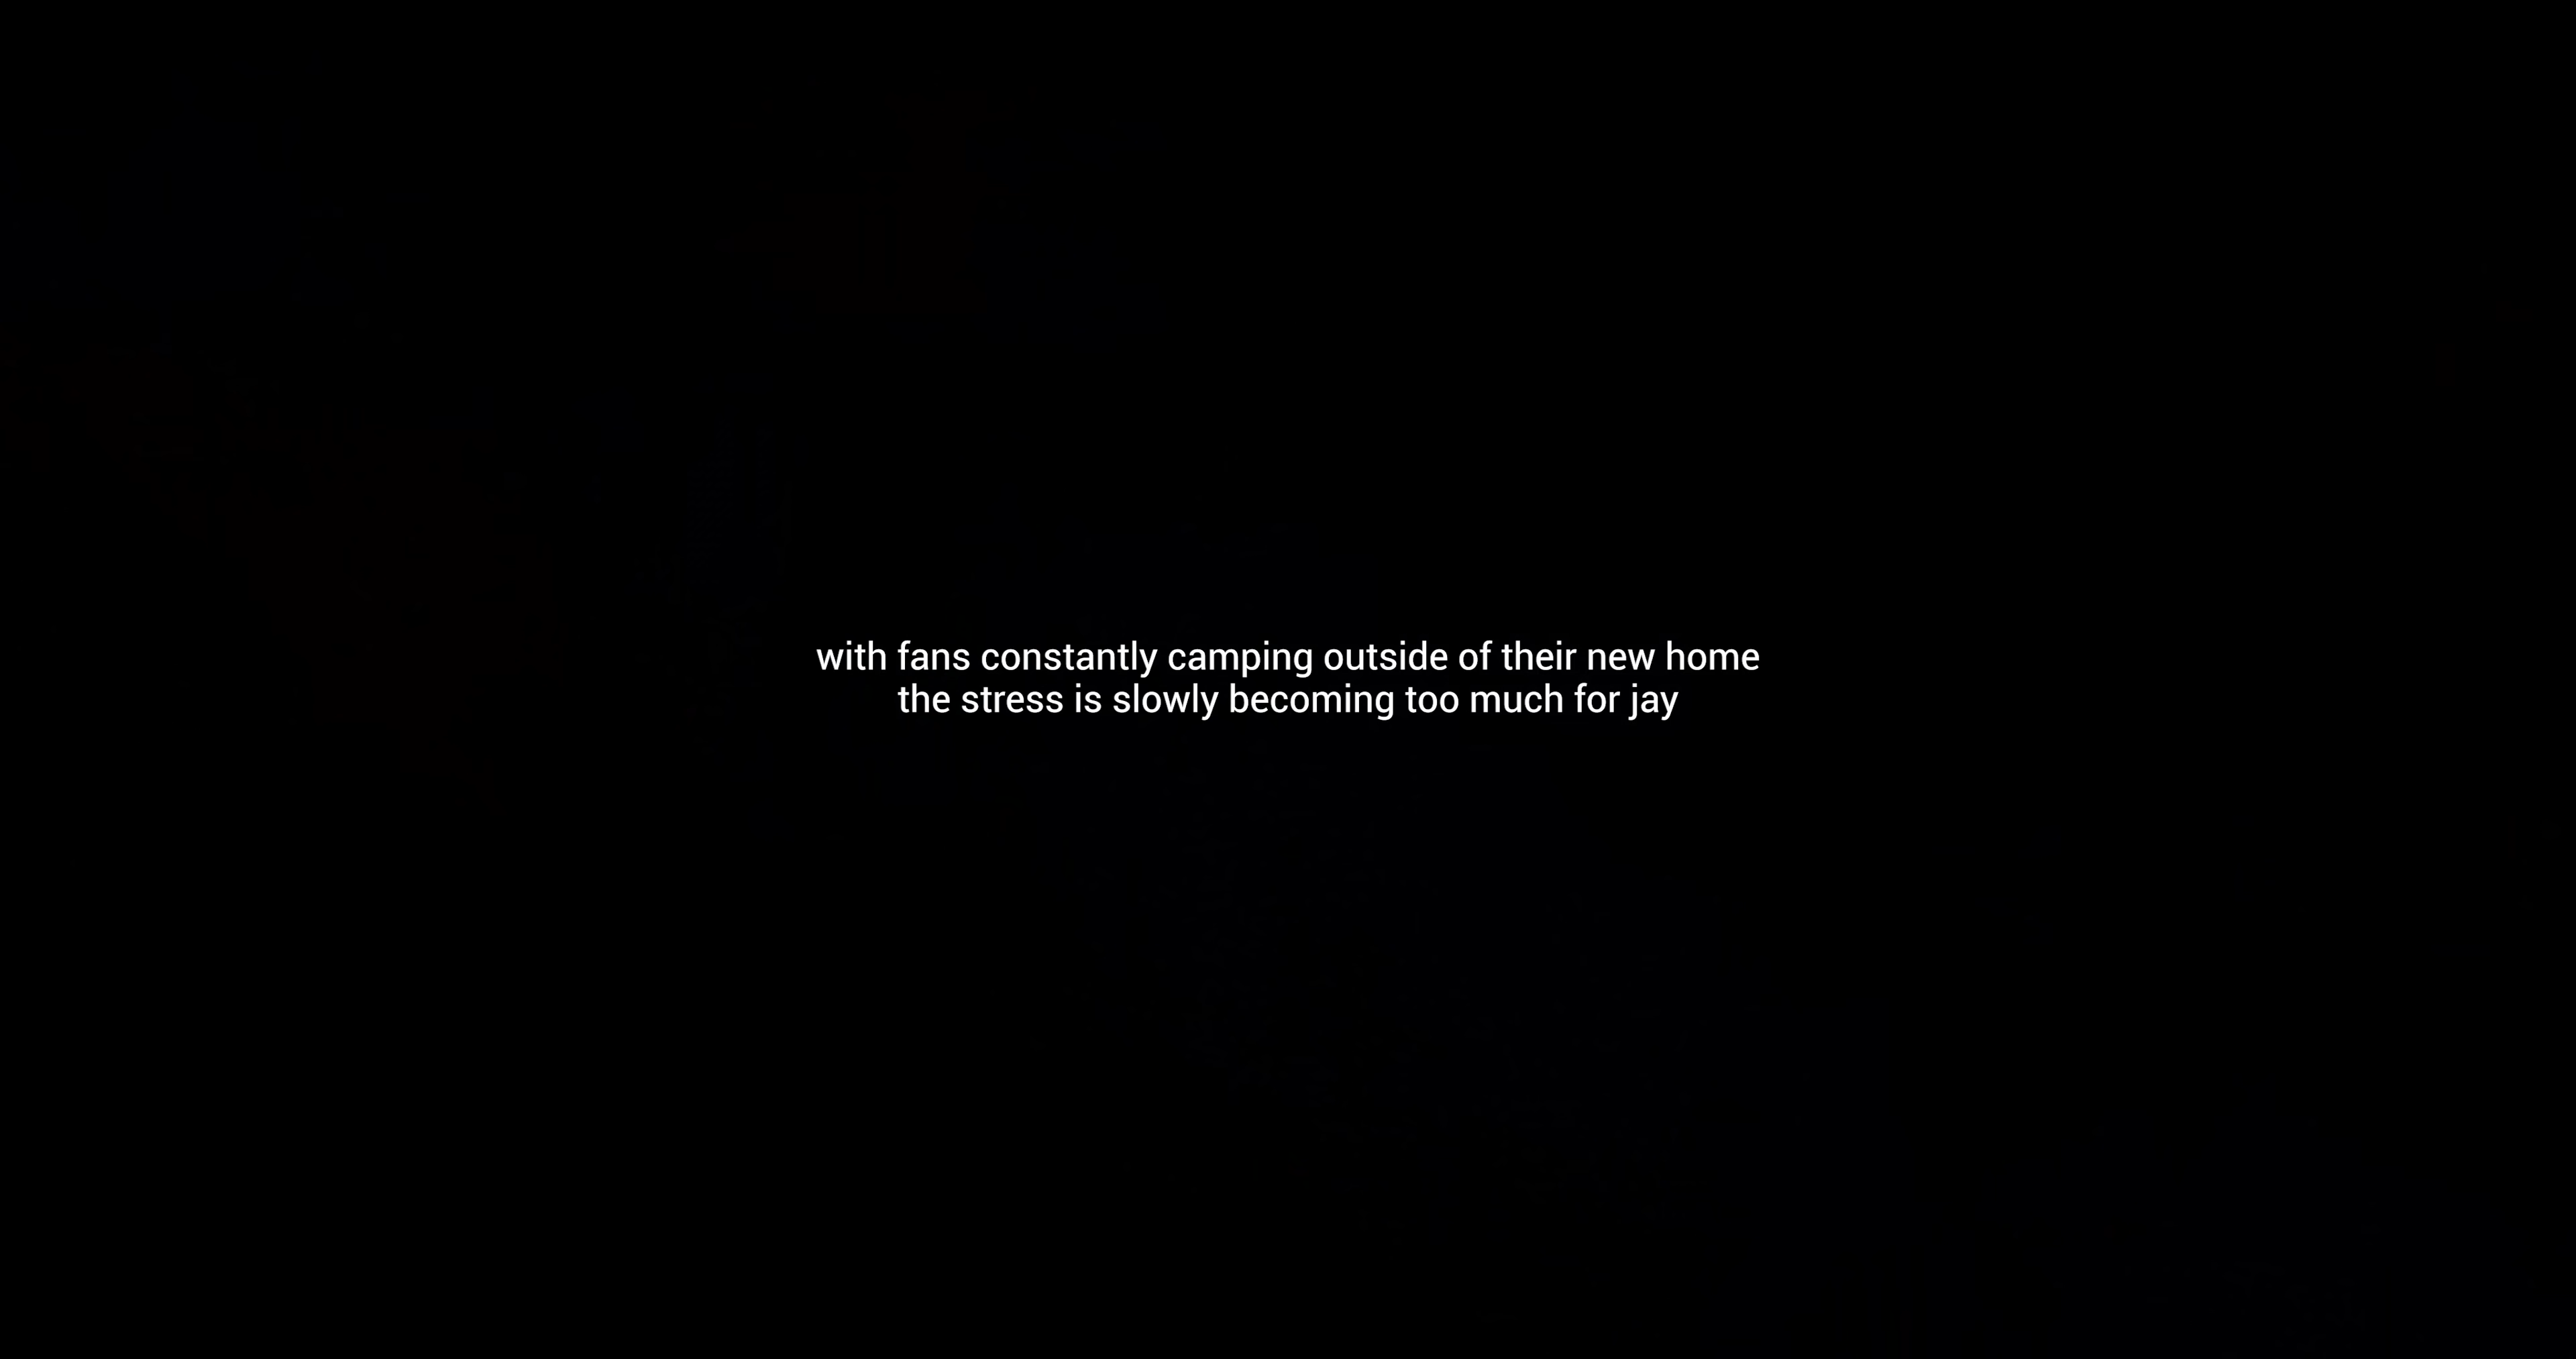 with fans constantly camping outside of their new home
the stress is slowly becoming too much for jay